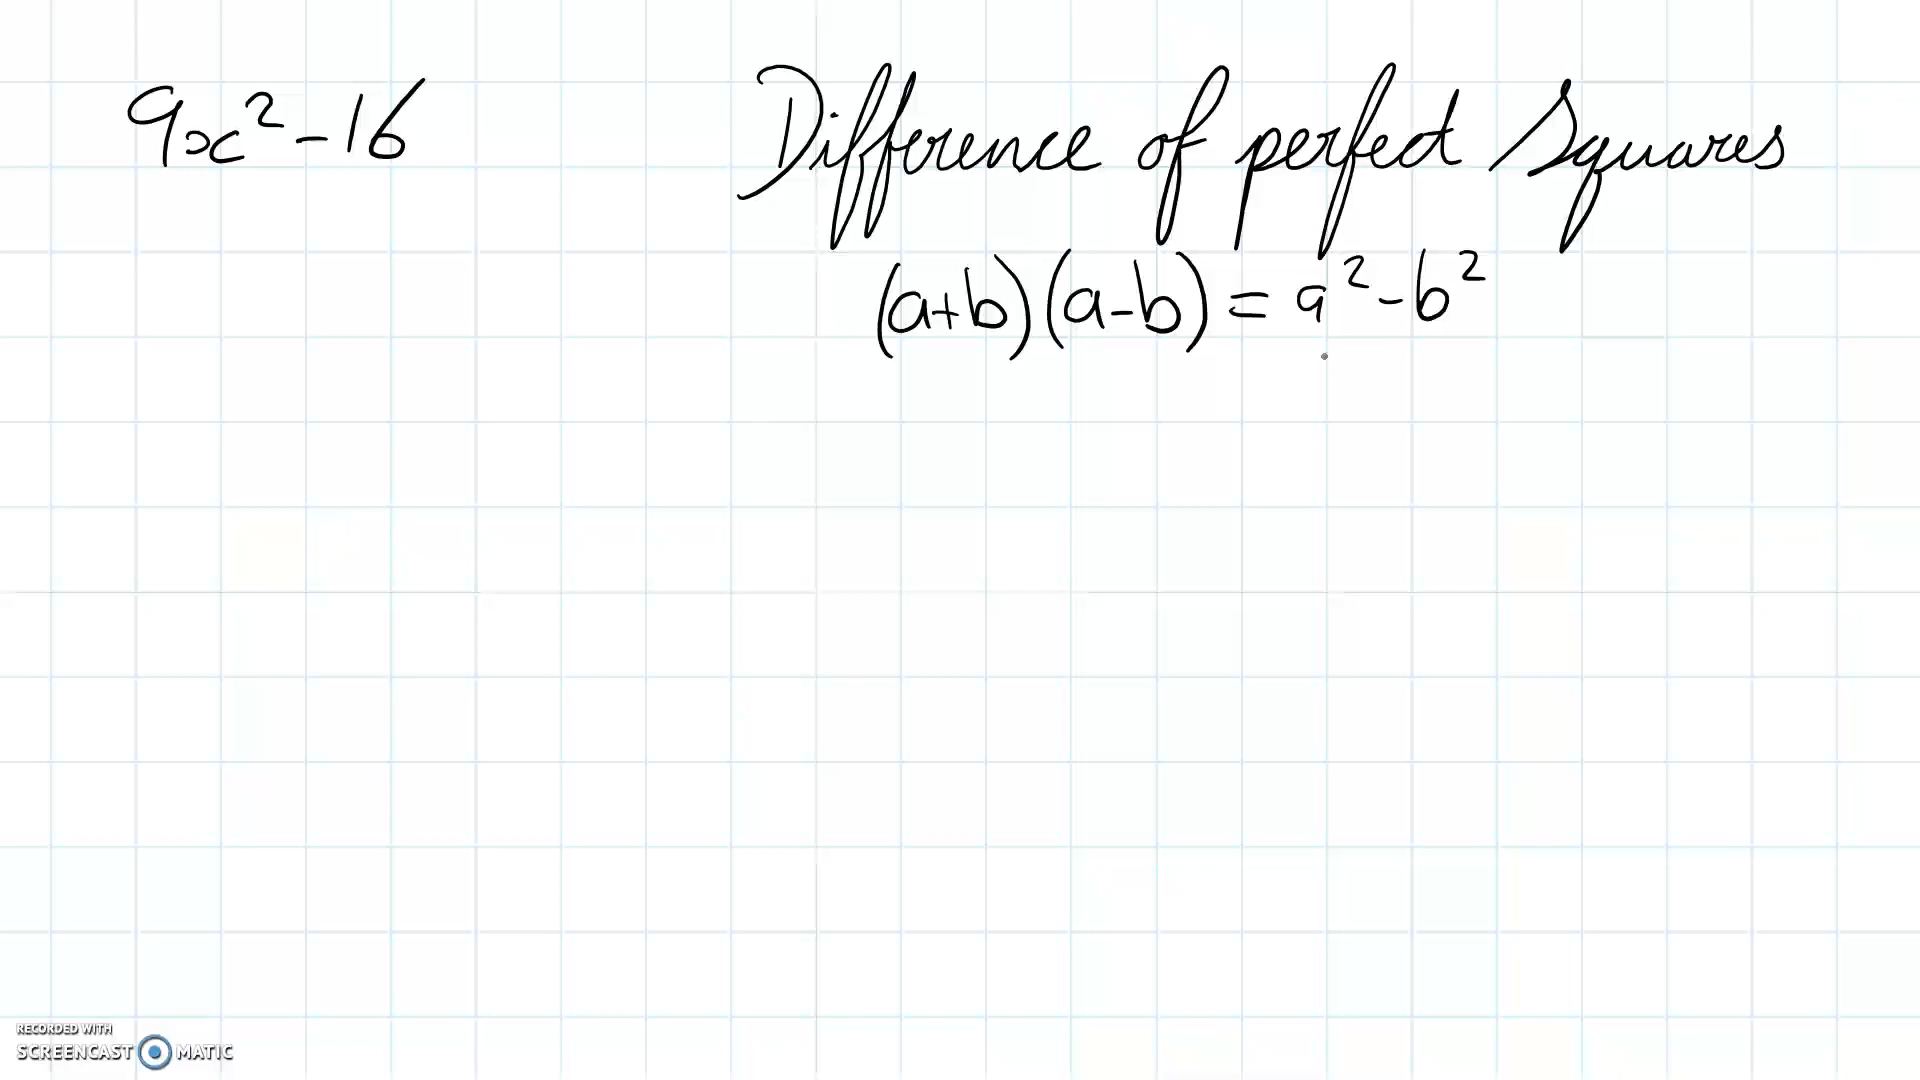 9x² - 16
Difference of perfect Squares
(a+b)(a-b) = a² - b²
RECORDED WITH
SCREENCAST MATIC